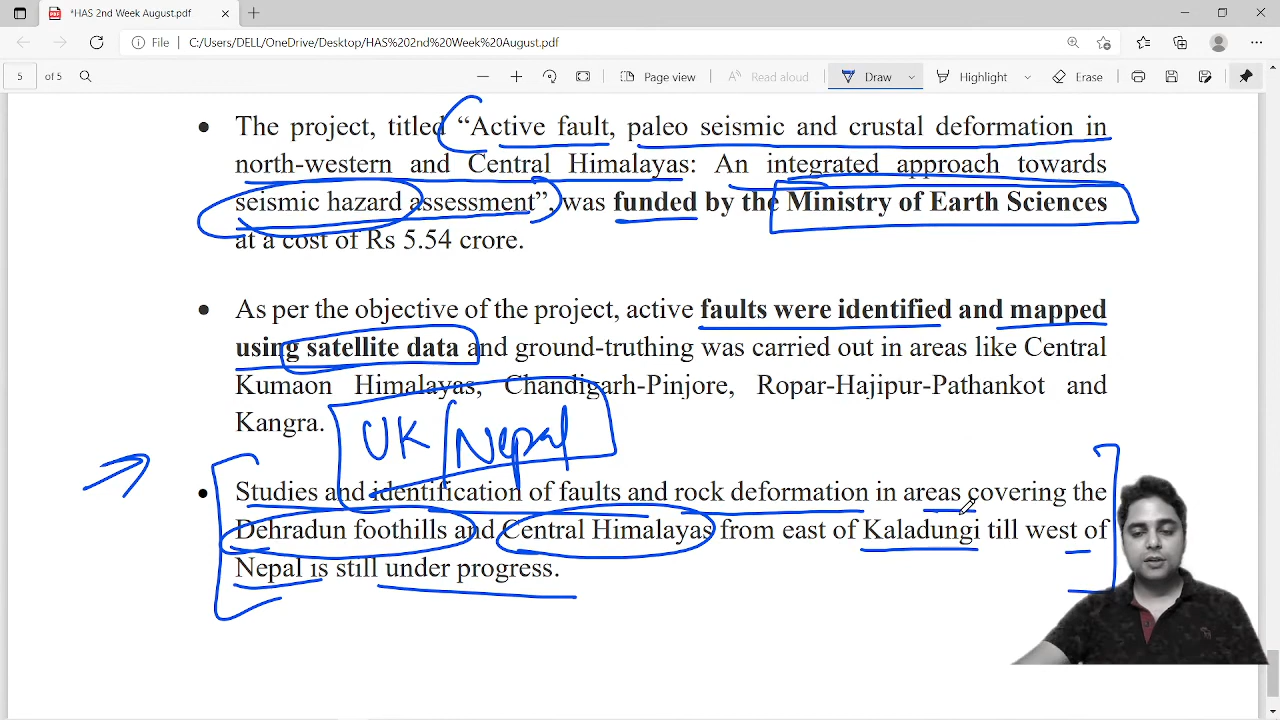 *HAS 2nd Week August.pdf
File C:/Users/DELL/OneDrive/Desktop/HAS%202nd%20Week%20August.pdf
5 of 5 Page view Read aloud Draw Highlight Erase
• The project, titled “Active fault, paleo seismic and crustal deformation in
north-western and Central Himalayas: An integrated approach towards
seismic hazard assessment”, was funded by the Ministry of Earth Sciences
at a cost of Rs 5.54 crore.
• As per the objective of the project, active faults were identified and mapped
using satellite data and ground-truthing was carried out in areas like Central
Kumaon Himalayas, Chandigarh-Pinjore, Ropar-Hajipur-Pathankot and
Kangra.
UK/Nepal
• Studies and identification of faults and rock deformation in areas covering the
Dehradun foothills and Central Himalayas from east of Kaladungi till west of
Nepal is still under progress.